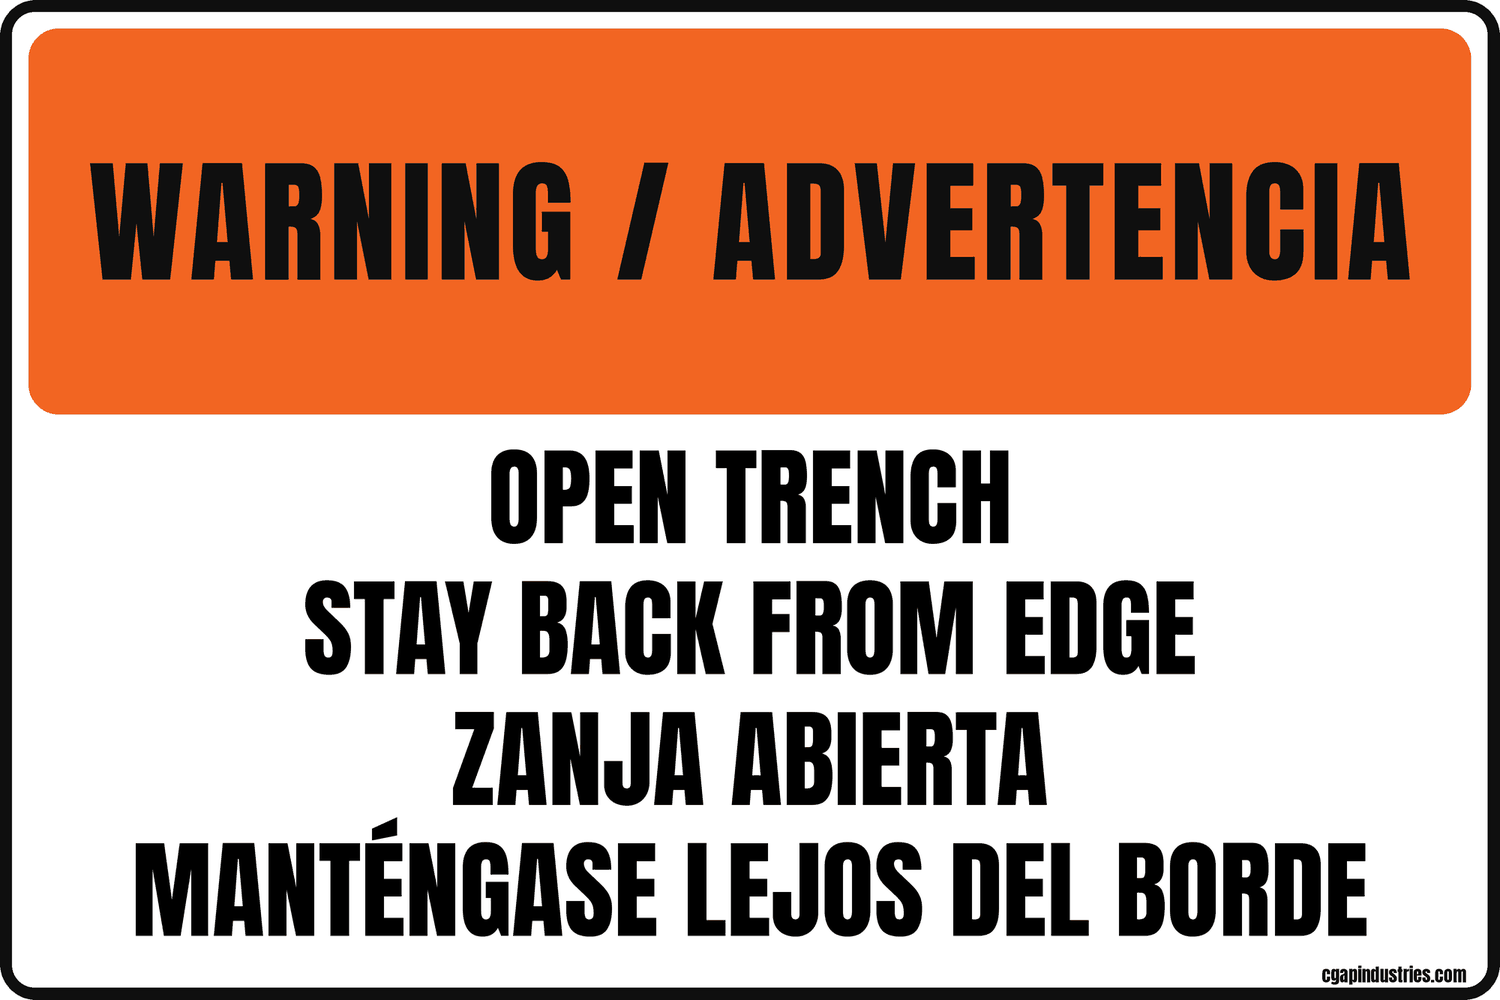 WARNING / ADVERTENCIA
OPEN TRENCH
STAY BACK FROM EDGE
ZANJA ABIERTA
MANTÉNGASE LEJOS DEL BORDE
cgapindustries.com